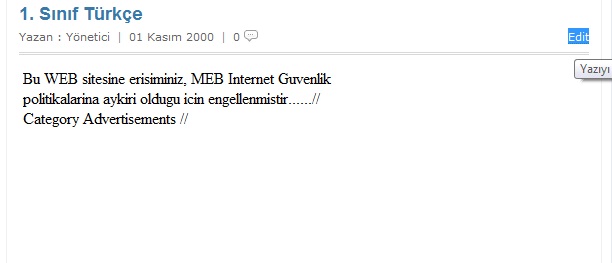 1. Sınıf Türkçe
Yazan : Yönetici | 01 Kasım 2000 | 0 Edit
Yazıyı
Bu WEB sitesine erisiminiz, MEB Internet Guvenlik
politikalarina aykiri oldugu icin engellenmistir......//
Category Advertisements //